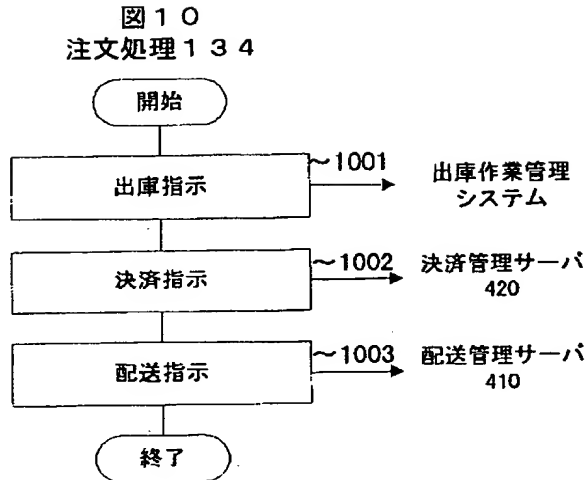 図１０
注文処理１３４
開始
出庫指示
～1001
出庫作業管理
システム
決済指示
～1002
決済管理サーバ
420
配送指示
～1003
配送管理サーバ
410
終了